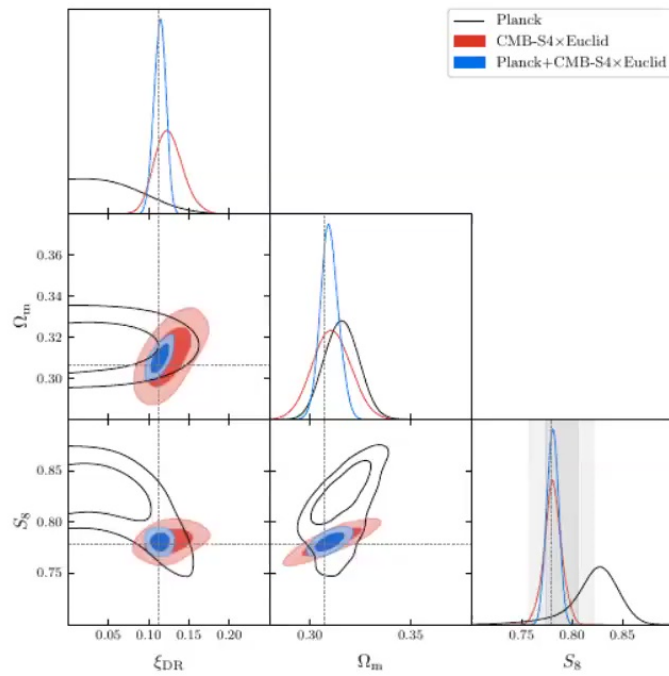 Planck
CMB-S4×Euclid
Planck+CMB-S4×Euclid
0.36
0.34
0.32
0.30
Ωm
0.85
0.80
0.75
S8
0.05 0.10 0.15 0.20
0.30 0.35
0.75 0.80 0.85
ξDR
Ωm
S8